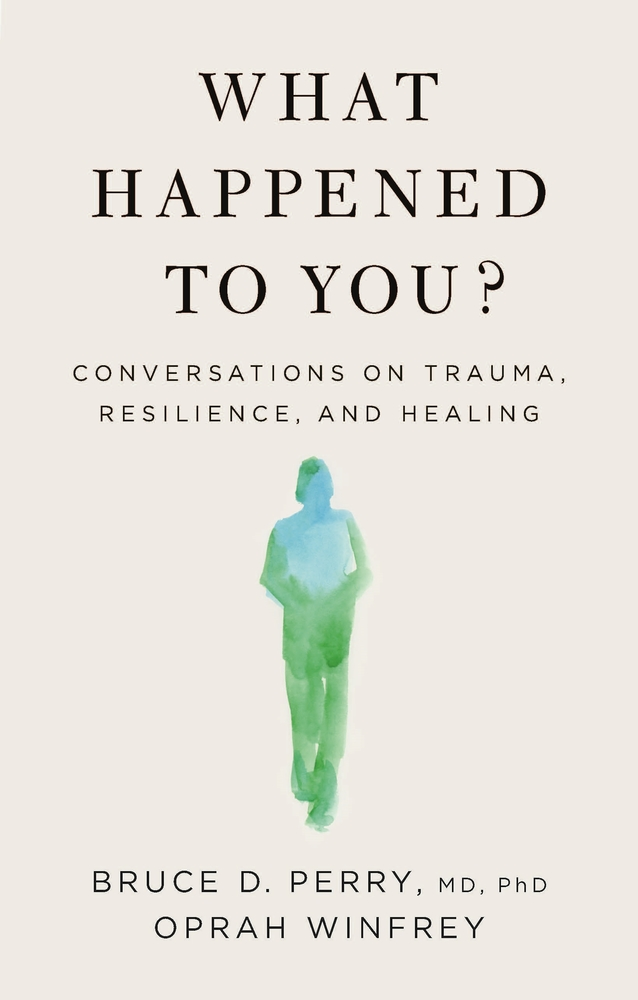 WHAT
HAPPENED
TO YOU?
CONVERSATIONS ON TRAUMA,
RESILIENCE, AND HEALING
BRUCE D. PERRY, MD, PhD
OPRAH WINFREY